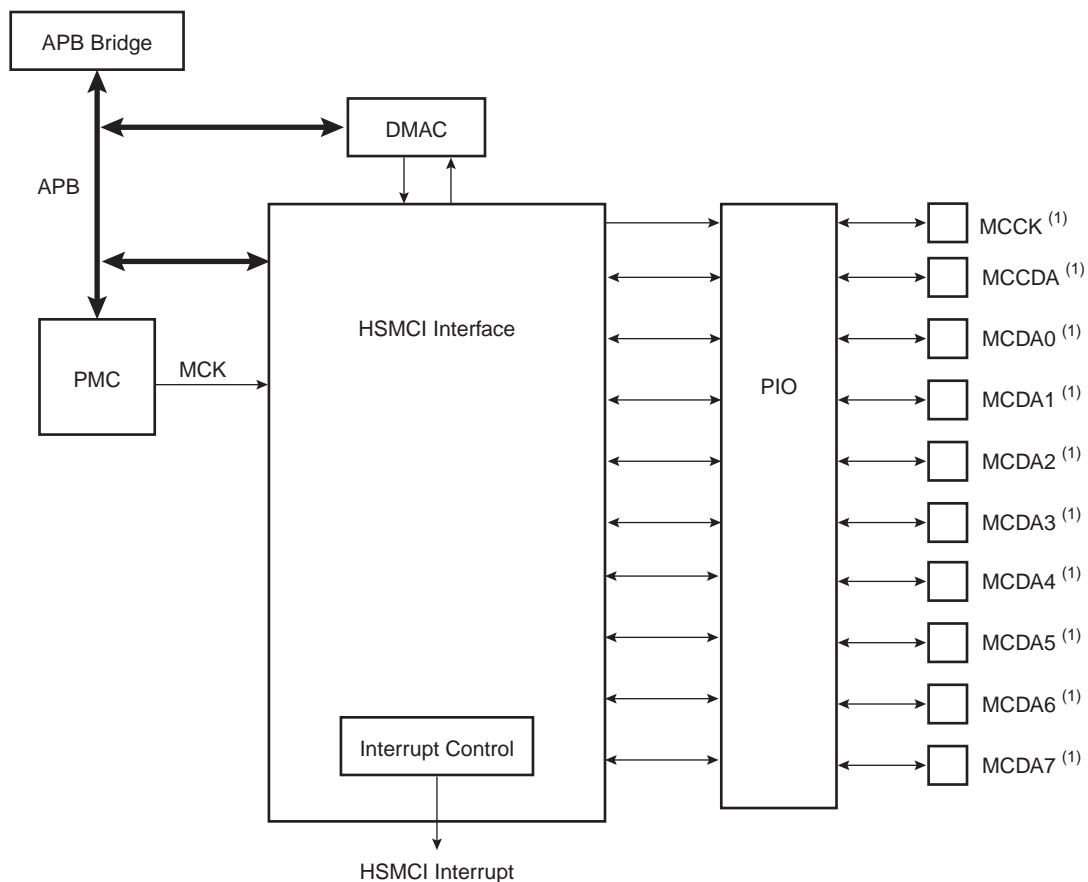 APB Bridge
DMAC
APB
MCCK (1)
MCCDA (1)
HSMCI Interface
MCDA0 (1)
PMC
MCK
PIO
MCDA1 (1)
MCDA2 (1)
MCDA3 (1)
MCDA4 (1)
MCDA5 (1)
MCDA6 (1)
Interrupt Control
MCDA7 (1)
HSMCI Interrupt